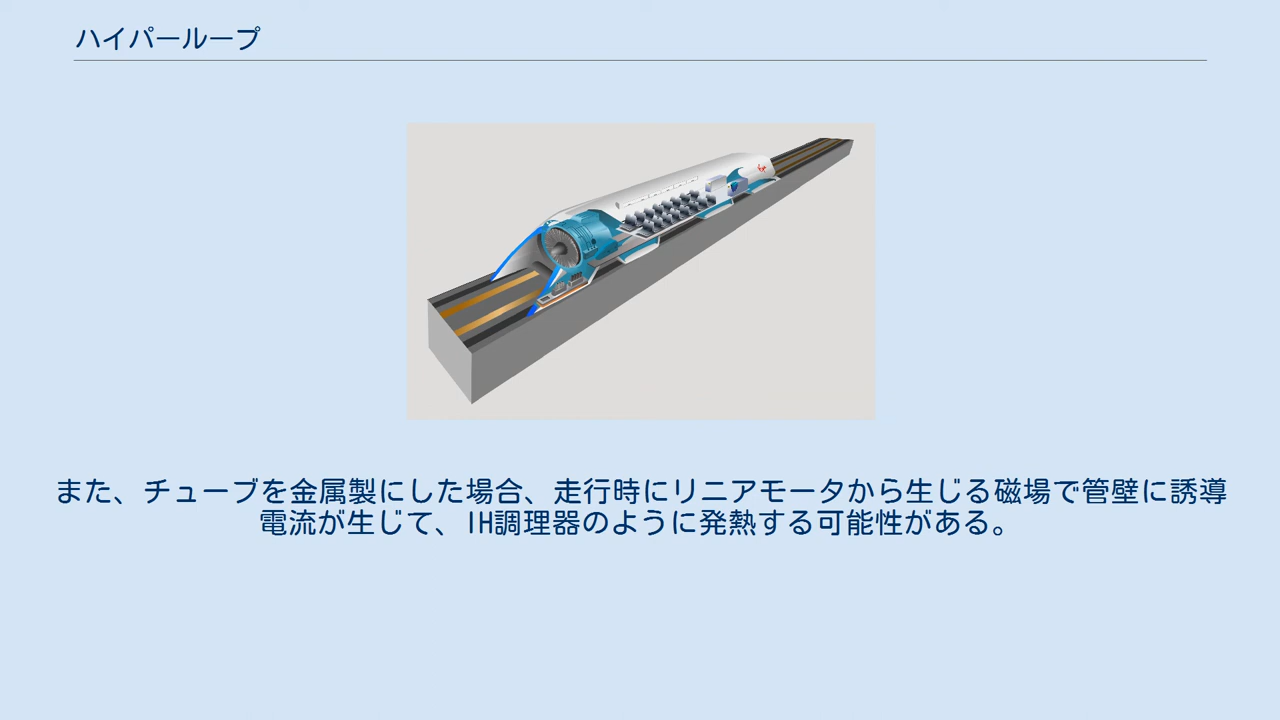 ハイパーループ
また、チューブを金属製にした場合、走行時にリニアモータから生じる磁場で管壁に誘導
電流が生じて、IH調理器のように発熱する可能性がある。